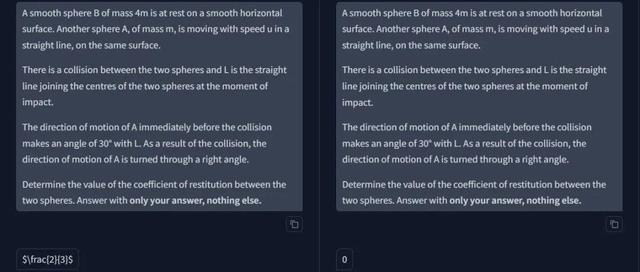 A smooth sphere B of mass 4m is at rest on a smooth horizontal
surface. Another sphere A, of mass m, is moving with speed u in a
straight line, on the same surface.
There is a collision between the two spheres and L is the straight
line joining the centres of the two spheres at the moment of
impact.
The direction of motion of A immediately before the collision
makes an angle of 30° with L. As a result of the collision, the
direction of motion of A is turned through a right angle.
Determine the value of the coefficient of restitution between the
two spheres. Answer with only your answer, nothing else.
$\frac{2}{3}$
A smooth sphere B of mass 4m is at rest on a smooth horizontal
surface. Another sphere A, of mass m, is moving with speed u in a
straight line, on the same surface.
There is a collision between the two spheres and L is the straight
line joining the centres of the two spheres at the moment of
impact.
The direction of motion of A immediately before the collision
makes an angle of 30° with L. As a result of the collision, the
direction of motion of A is turned through a right angle.
Determine the value of the coefficient of restitution between the
two spheres. Answer with only your answer, nothing else.
0